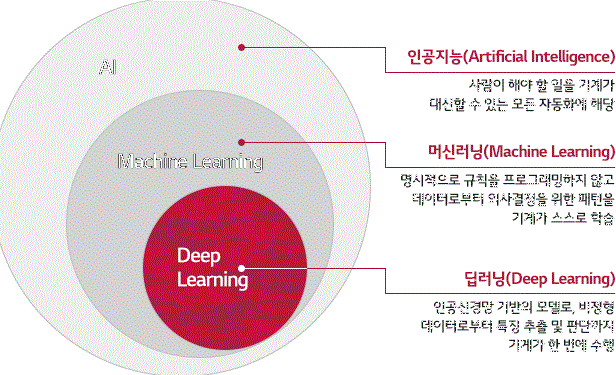 AI
Machine Learning
Deep
Learning
인공지능(Artificial Intelligence)
사람이 해야 할 일을 기계가
대신할 수 있는 모든 자동화에 해당
머신러닝(Machine Learning)
명시적으로 규칙을 프로그래밍하지 않고
데이터로부터 의사결정을 위한 패턴을
기계가 스스로 학습
딥러닝(Deep Learning)
인공신경망 기반의 모델로, 비정형
데이터로부터 특징 추출 및 판단까지
기계가 한 번에 수행